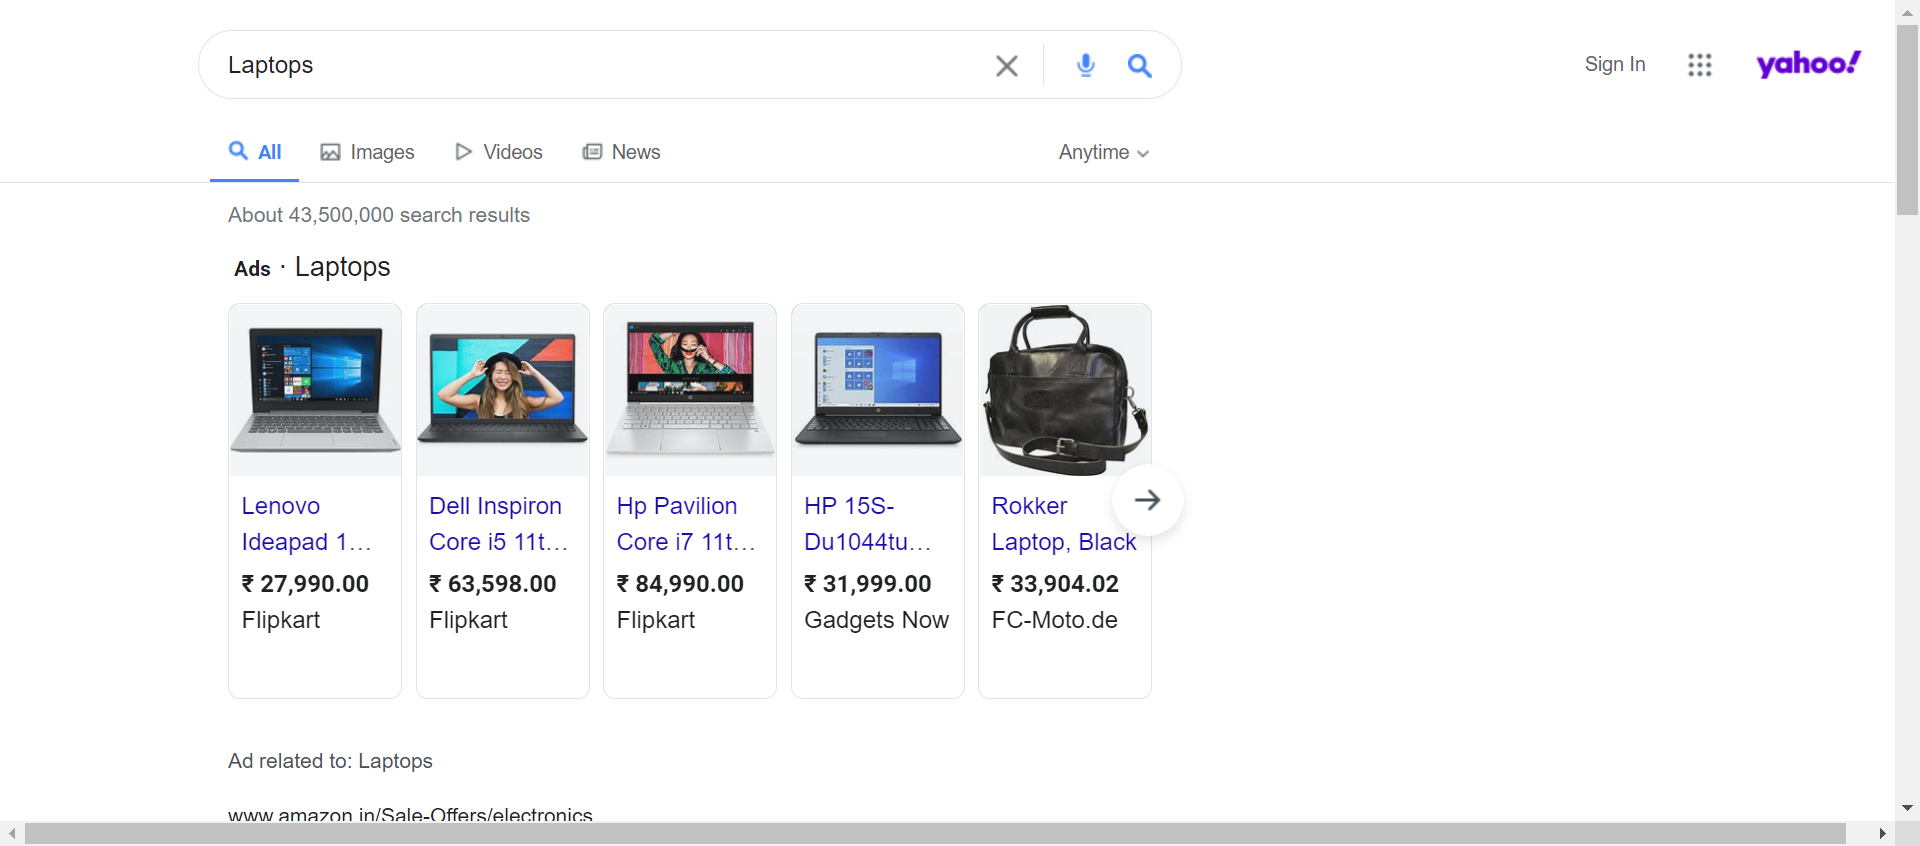 Laptops
Sign In
yahoo!
All
Images
Videos
News
Anytime
About 43,500,000 search results
Ads · Laptops
Lenovo
Ideapad 1...
₹ 27,990.00
Flipkart
Dell Inspiron
Core i5 11t...
₹ 63,598.00
Flipkart
Hp Pavilion
Core i7 11t...
₹ 84,990.00
Flipkart
HP 15S-
Du1044tu...
₹ 31,999.00
Gadgets Now
Rokker
Laptop, Black
₹ 33,904.02
FC-Moto.de
Ad related to: Laptops
www.amazon.in/Sale-Offers/electronics